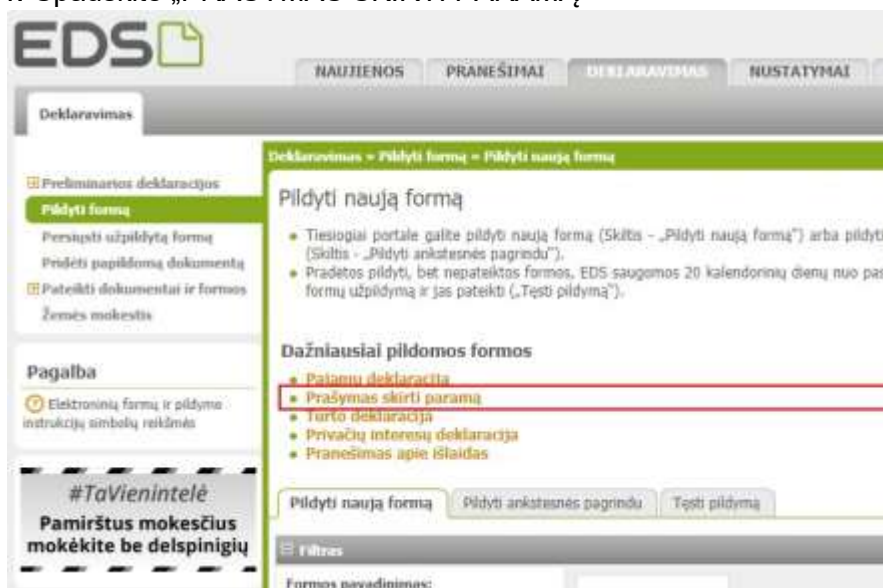 EDS
NAUJIENOS PRANEŠIMAI DEKLARAVIMAS NUSTATYMAI
Deklaravimas
Deklaravimas » Pildyti formą » Pildyti naują formą
Preliminarios deklaracijos
Pildyti formą
Persiųsti užpildytą formą
Pridėti papildomą dokumentą
Pateikti dokumentai ir formos
Žemės mokestis
Pagalba
Elektroninių formų ir pildymo
instrukcijų simbolių reikšmės
#TaVienintelė
Pamirštus mokesčius
mokėkite be delspinigių
Pildyti naują formą
Tiesiogiai portale galite pildyti naują formą (Skiltis - „Pildyti naują formą") arba pildyti
(Skiltis - „Pildyti ankstesnės pagrindu").
Pradėtos pildyti, bet nepateiktos formos, EDS saugomos 20 kalendorinių dienų nuo
formų užpildymą ir jas pateikti („Tęsti pildymą").
Dažniausiai pildomos formos
Pajamų deklaracija
Prašymas skirti paramą
Turto deklaracija
Privačių interesų deklaracija
Pranešimas apie išlaidas
Pildyti naują formą Pildyti ankstesnės pagrindu Tęsti pildymą
Filtras
Formos pavadinimas: